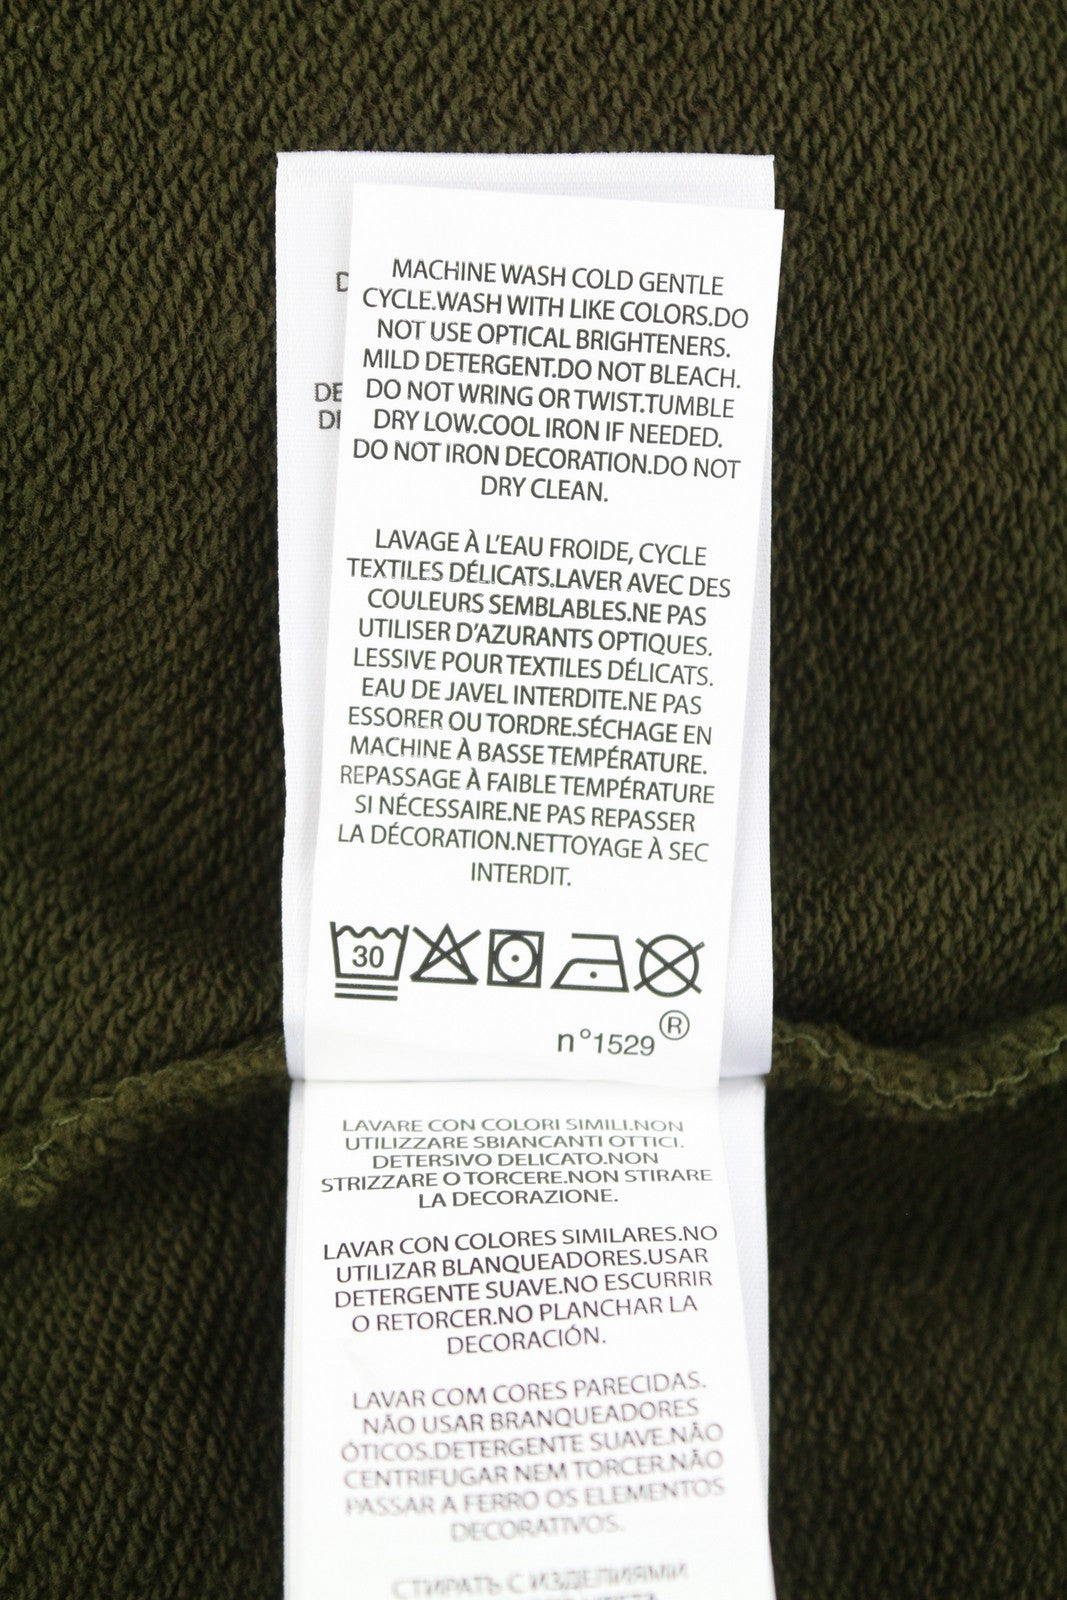 MACHINE WASH COLD GENTLE
CYCLE.WASH WITH LIKE COLORS.DO
NOT USE OPTICAL BRIGHTENERS.
MILD DETERGENT.DO NOT BLEACH.
DO NOT WRING OR TWIST.TUMBLE
DRY LOW.COOL IRON IF NEEDED.
DO NOT IRON DECORATION.DO NOT
DRY CLEAN.
LAVAGE À L'EAU FROIDE, CYCLE
TEXTILES DÉLICATS.LAVER AVEC DES
COULEURS SEMBLABLES.NE PAS
UTILISER D'AZURANTS OPTIQUES.
LESSIVE POUR TEXTILES DÉLICATS.
EAU DE JAVEL INTERDITE.NE PAS
ESSORER OU TORDRE.SÉCHAGE EN
MACHINE À BASSE TEMPÉRATURE.
REPASSAGE À FAIBLE TEMPÉRATURE
SI NÉCESSAIRE.NE PAS REPASSER
LA DÉCORATION.NETTOYAGE À SEC
INTERDIT.
30
n°1529 ®
LAVARE CON COLORI SIMILI.NON
UTILIZZARE SBIANCANTI OTTICI.
DETERSIVO DELICATO.NON
STRIZZARE O TORCERE.NON STIRARE
LA DECORAZIONE.
LAVAR CON COLORES SIMILARES.NO
UTILIZAR BLANQUEADORES.USAR
DETERGENTE SUAVE.NO ESCURRIR
O RETORCER.NO PLANCHAR LA
DECORACIÓN.
LAVAR COM CORES PARECIDAS.
NÃO USAR BRANQUEADORES
ÓTICOS.DETERGENTE SUAVE.NÃO
CENTRIFUGAR NEM TORCER.NÃO
PASSAR A FERRO OS ELEMENTOS
DECORATIVOS.
СТИРАТЬ С ИЗДЕЛИЯМИ